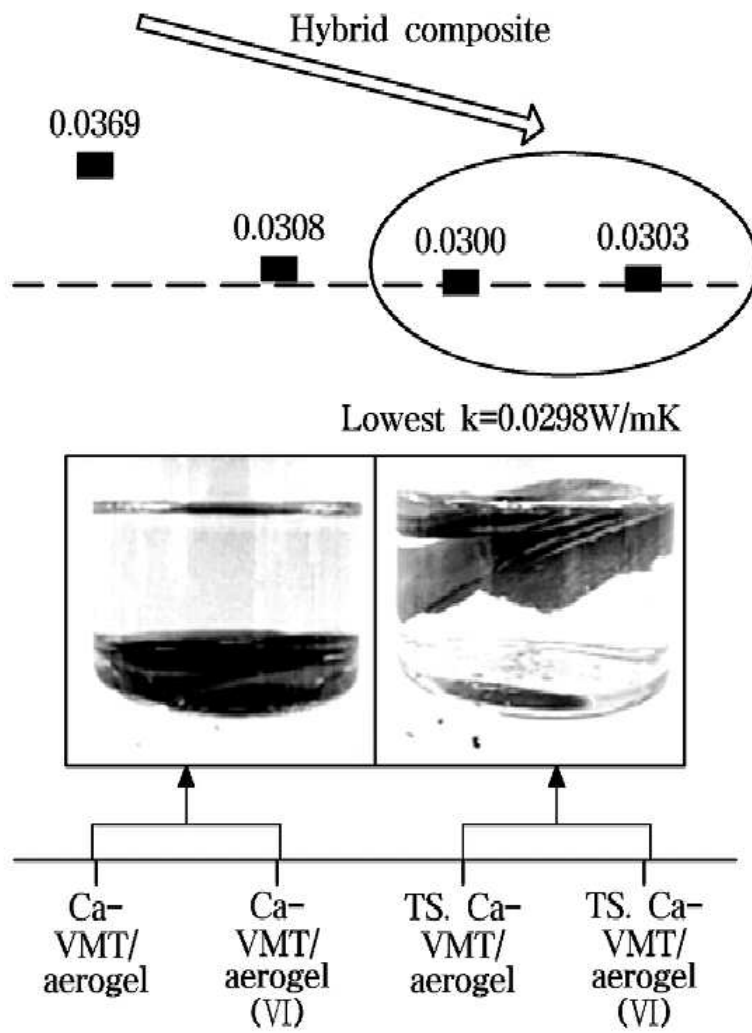 Hybrid composite
0.0369
0.0308
0.0300
0.0303
Lowest k=0.0298W/mK
Ca-
VMT/
aerogel
Ca-
VMT/
aerogel
(VI)
TS. Ca-
VMT/
aerogel
TS. Ca-
VMT/
aerogel
(VI)